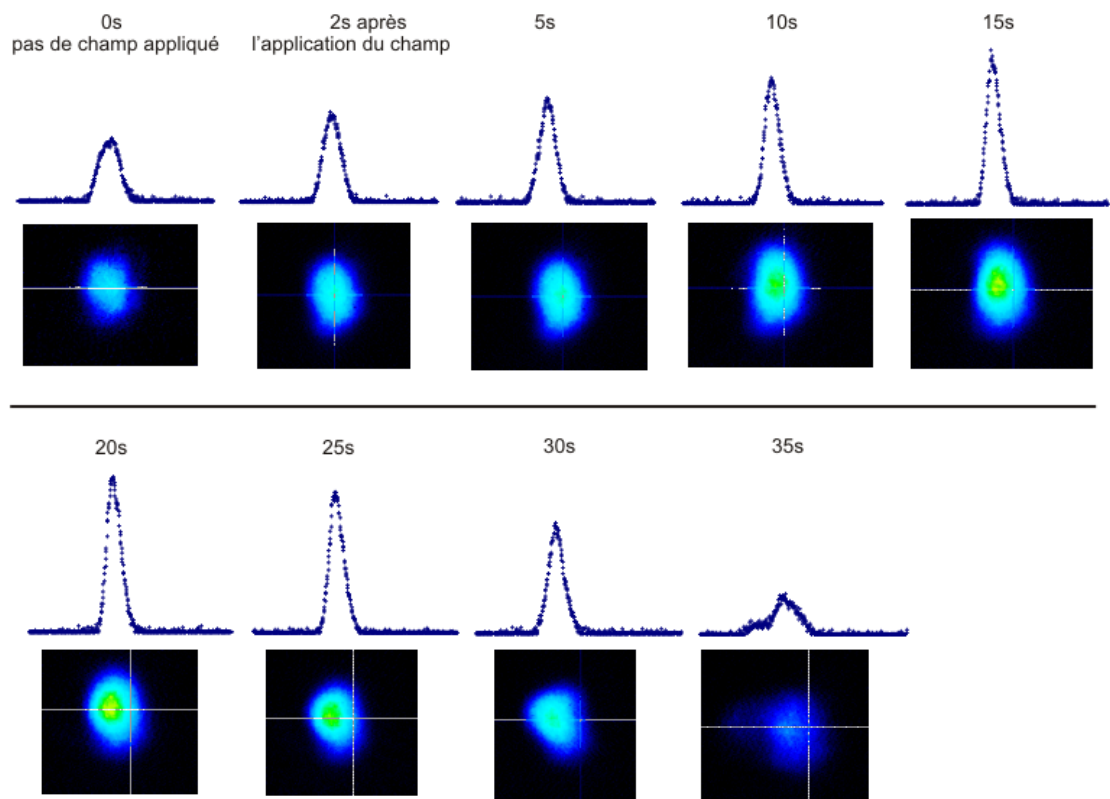 0s
pas de champ appliqué
2s après
l'application du champ
5s
10s
15s
20s
25s
30s
35s